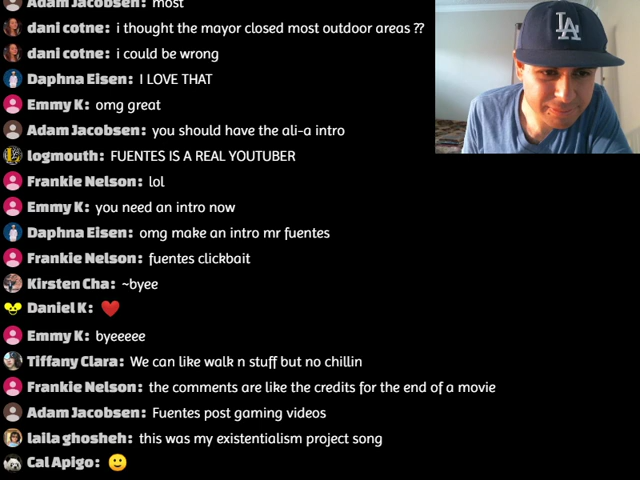 Adam Jacobsen: most
dani cotne: i thought the mayor closed most outdoor areas ??
dani cotne: i could be wrong
Daphna Eisen: I LOVE THAT
Emmy K: omg great
Adam Jacobsen: you should have the ali-a intro
logmouth: FUENTES IS A REAL YOUTUBER
Frankie Nelson: lol
Emmy K: you need an intro now
Daphna Eisen: omg make an intro mr fuentes
Frankie Nelson: fuentes clickbait
Kirsten Cha: ~byee
Daniel K: ❤️
Emmy K: byeeeee
Tiffany Clara: We can like walk n stuff but no chillin
Frankie Nelson: the comments are like the credits for the end of a movie
Adam Jacobsen: Fuentes post gaming videos
laila ghosheh: this was my existentialism project song
Cal Apigo: 🙂
LA